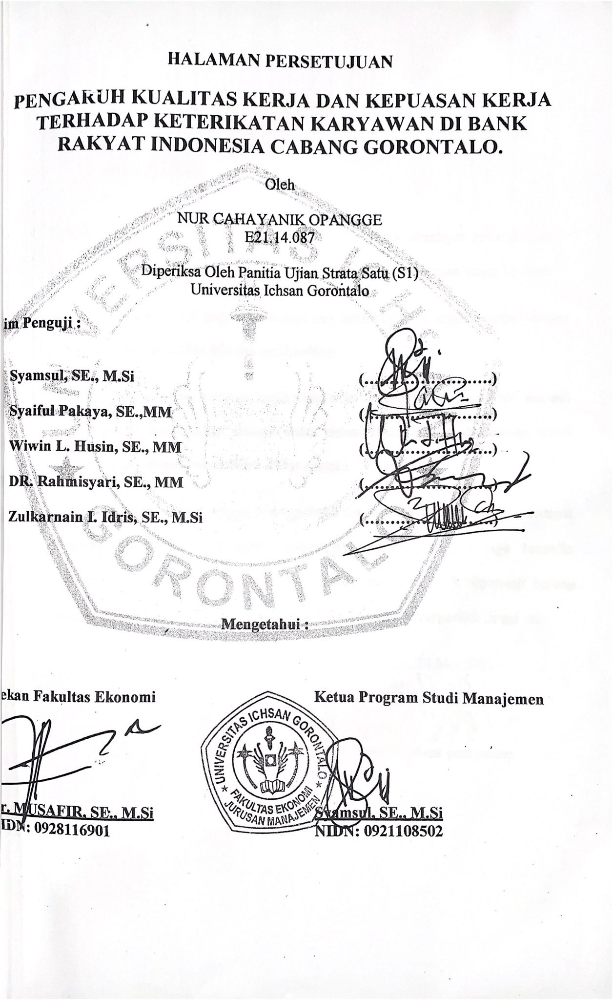 HALAMAN PERSETUJUAN
PENGARUH KUALITAS KERJA DAN KEPUASAN KERJA
TERHADAP KETERIKATAN KARYAWAN DI BANK
RAKYAT INDONESIA CABANG GORONTALO.
Oleh
NUR CAHAYANIK OPANGGE
E21.14.087
Diperiksa Oleh Panitia Ujian Strata Satu (S1)
Universitas Ichsan Gorontalo
im Penguji :
Syamsul, SE., M.Si (..............................)
Syaiful Pakaya, SE.,MM (..............................)
Wiwin L. Husin, SE., MM (..............................)
DR. Rahmisyari, SE., MM (..............................)
Zulkarnain I. Idris, SE., M.Si (..............................)
GORONTALO
Mengetahui :
ekan Fakultas Ekonomi Ketua Program Studi Manajemen
UNIVERSITAS ICHSAN GORONTALO
FAKULTAS EKONOMI
JURUSAN MANAJEMEN
r. MUSAFIR, SE., M.Si Syamsul, SE., M.Si
IDN: 0928116901 NIDN: 0921108502